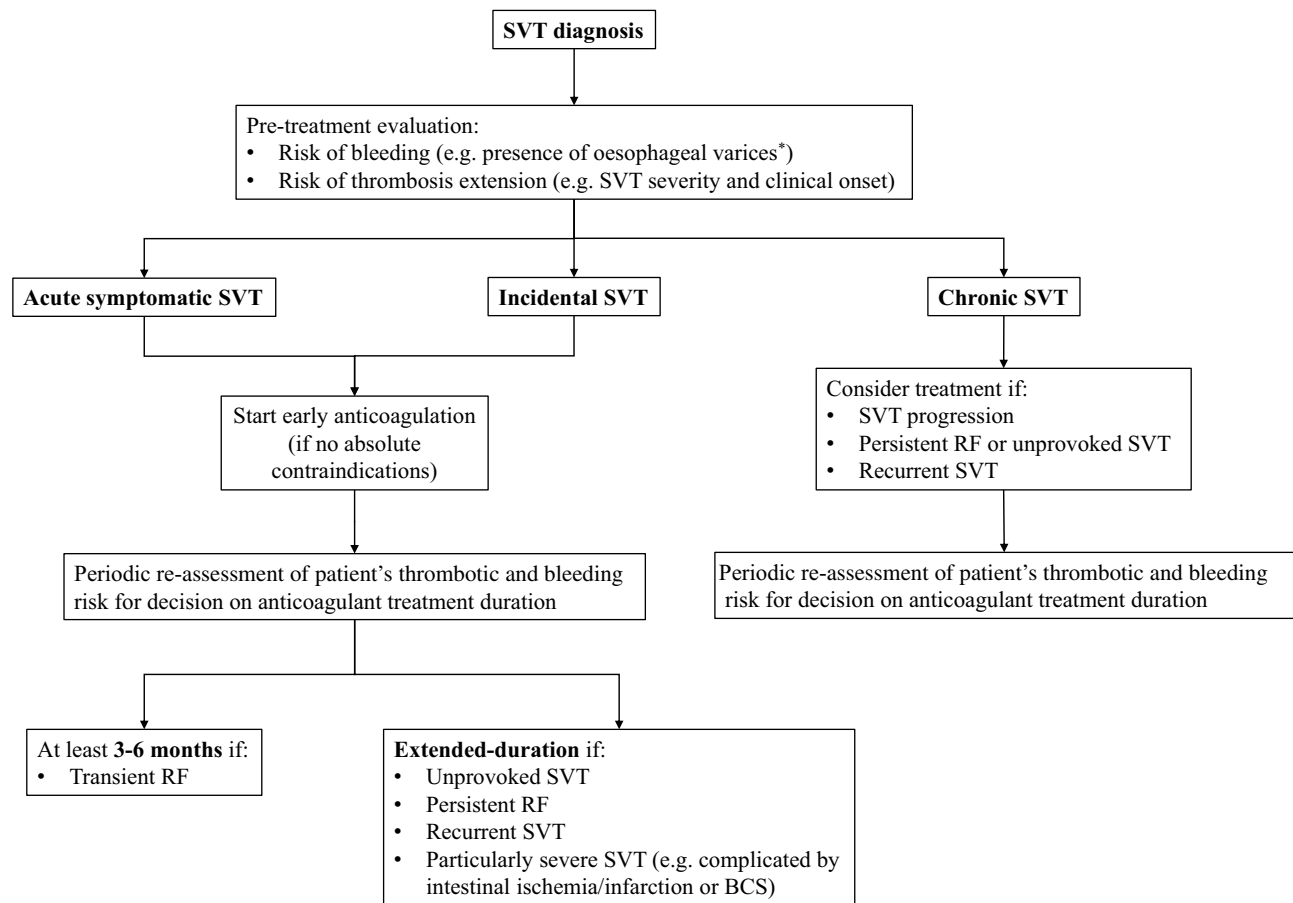 SVT diagnosis
Pre-treatment evaluation:
• Risk of bleeding (e.g. presence of oesophageal varices*)
• Risk of thrombosis extension (e.g. SVT severity and clinical onset)
Acute symptomatic SVT
Incidental SVT
Chronic SVT
Start early anticoagulation
(if no absolute
contraindications)
Consider treatment if:
• SVT progression
• Persistent RF or unprovoked SVT
• Recurrent SVT
Periodic re-assessment of patient’s thrombotic and bleeding
risk for decision on anticoagulant treatment duration
Periodic re-assessment of patient’s thrombotic and bleeding
risk for decision on anticoagulant treatment duration
At least 3-6 months if:
• Transient RF
Extended-duration if:
• Unprovoked SVT
• Persistent RF
• Recurrent SVT
• Particularly severe SVT (e.g. complicated by
intestinal ischemia/infarction or BCS)